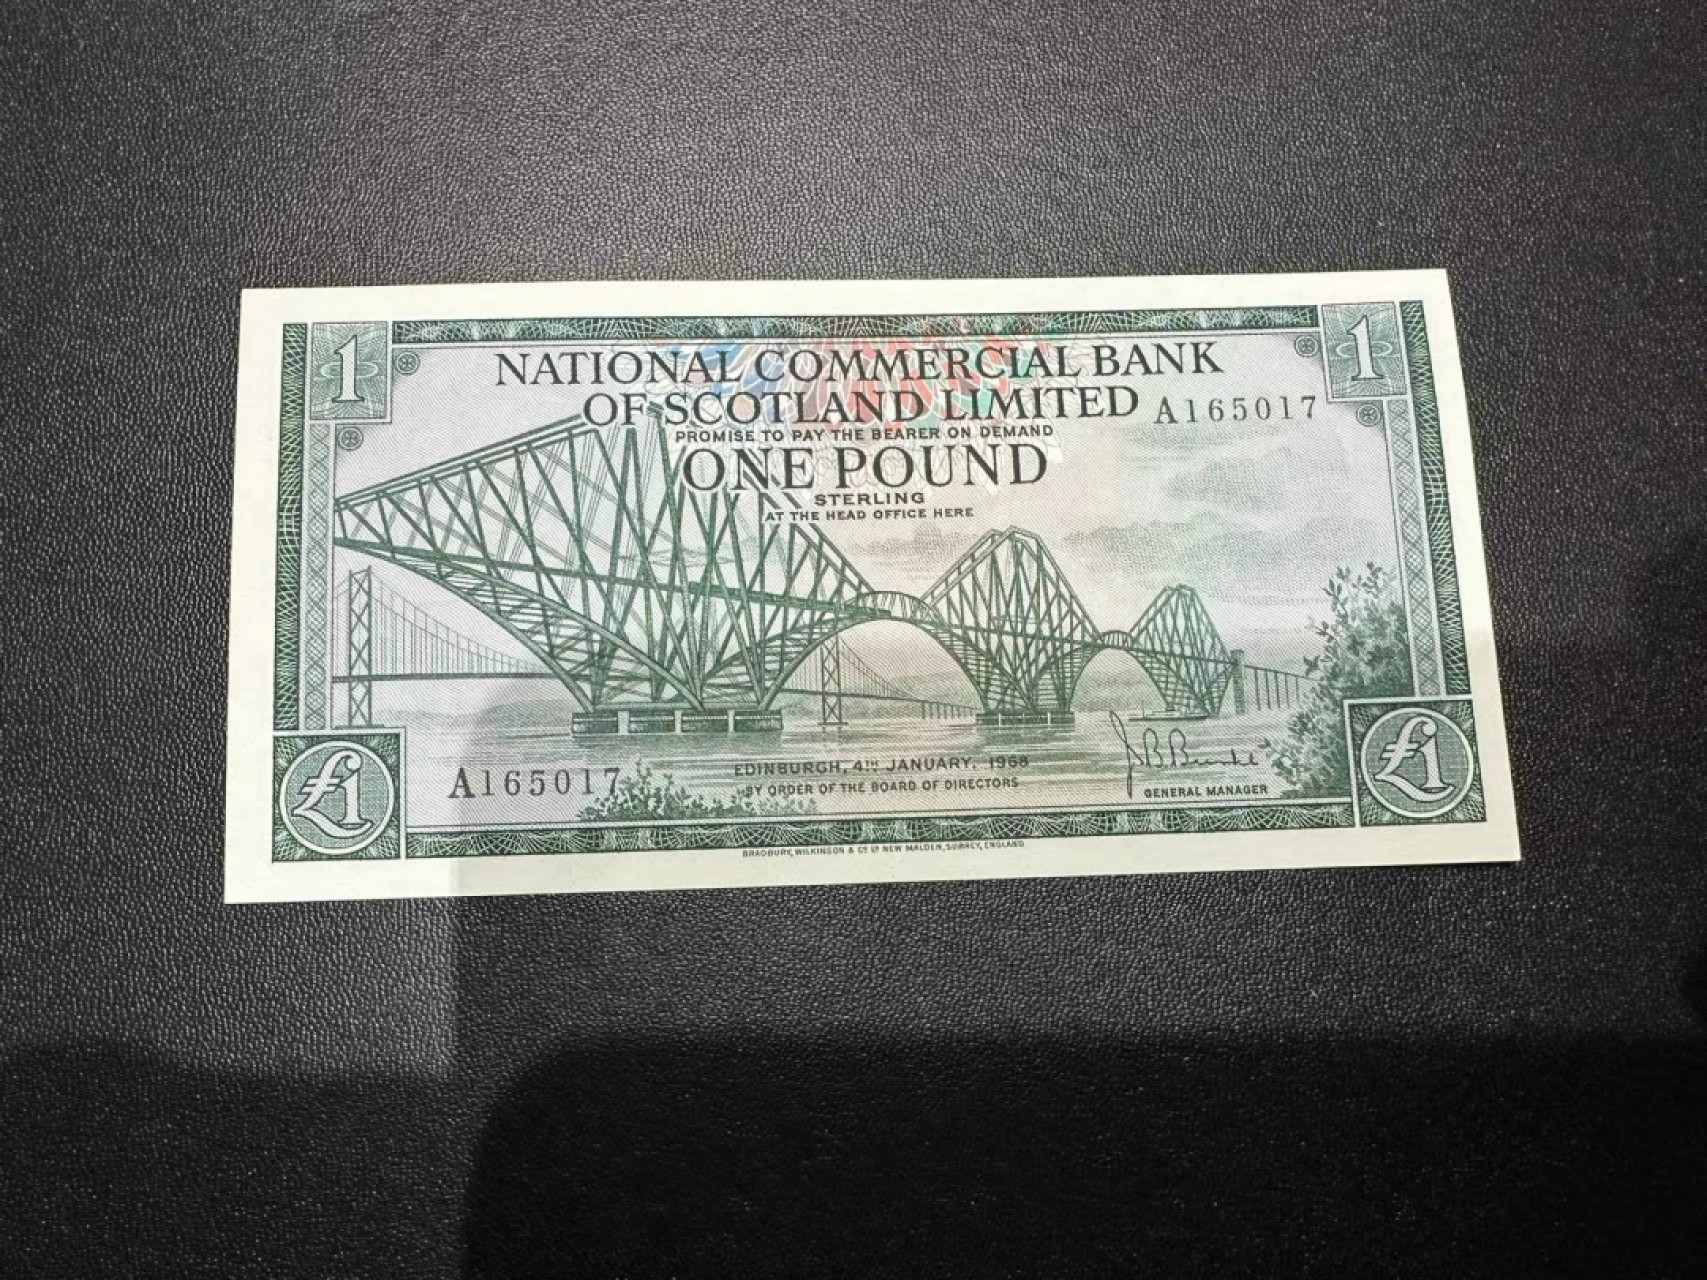 1
1
NATIONAL COMMERCIAL BANK
OF SCOTLAND LIMITED
A165017
PROMISE TO PAY THE BEARER ON DEMAND
ONE POUND
STERLING
AT THE HEAD OFFICE HERE
A165017
EDINBURGH, 4TH JANUARY, 1968
BY ORDER OF THE BOARD OF DIRECTORS
J B Burke
GENERAL MANAGER
£1
£1
BRADBURY, WILKINSON & Co Ld NEW MALDEN, SURREY, ENGLAND